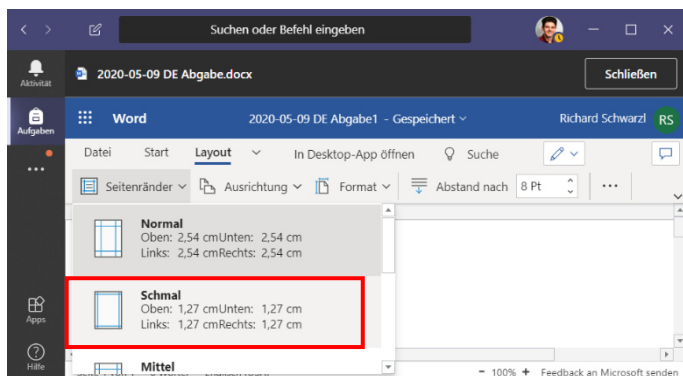 Suchen oder Befehl eingeben
Aktivität
2020-05-09 DE Abgabe.docx
Schließen
Aufgaben
Word
2020-05-09 DE Abgabe1 - Gespeichert
Richard Schwarzl
RS
Datei Start Layout In Desktop-App öffnen Suche
Seitenränder Ausrichtung Format Abstand nach 8 Pt
Normal
Oben: 2,54 cmUnten: 2,54 cm
Links: 2,54 cmRechts: 2,54 cm
Schmal
Oben: 1,27 cmUnten: 1,27 cm
Links: 1,27 cmRechts: 1,27 cm
Apps
Mittel
Hilfe
100% Feedback an Microsoft senden